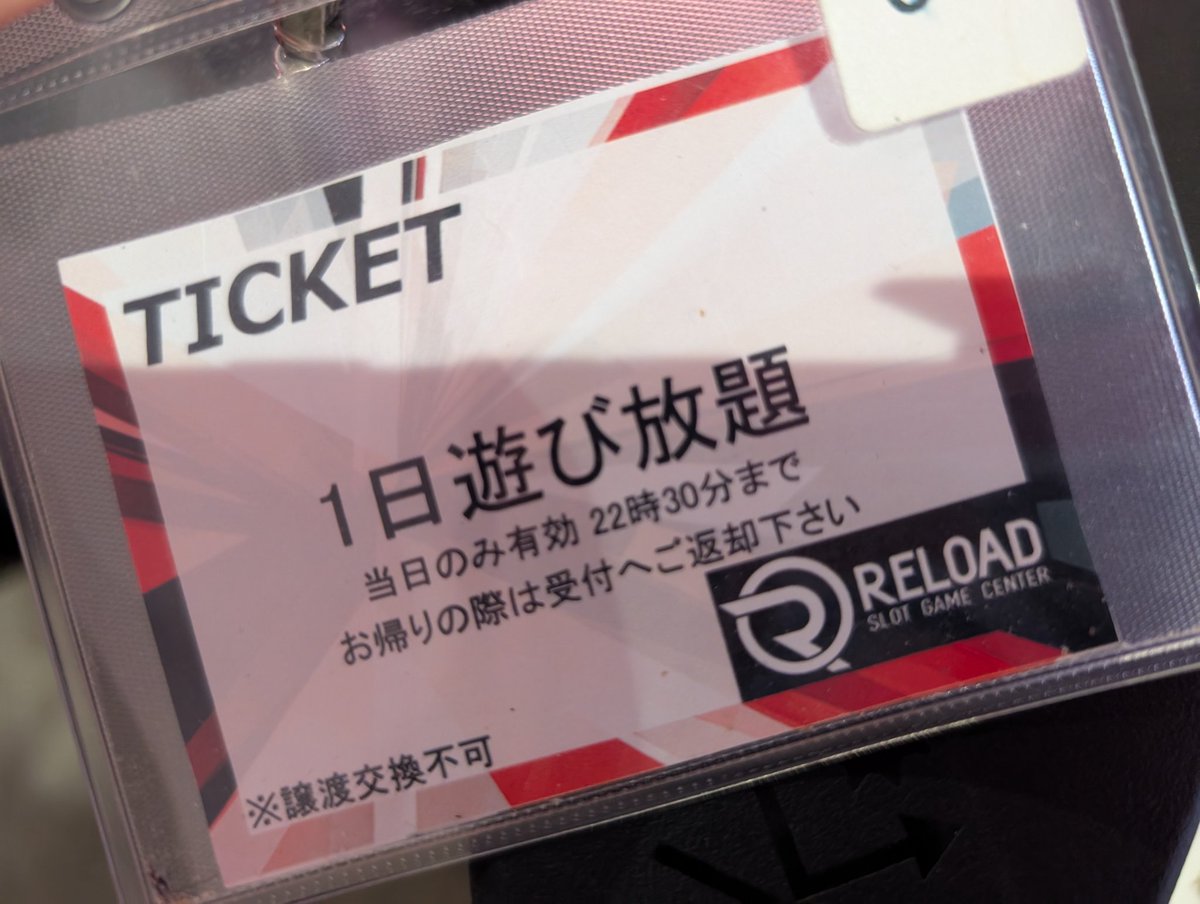 TICKET
1日遊び放題
当日のみ有効 22時30分まで
お帰りの際は受付へご返却下さい
RELOAD
SLOT GAME CENTER
※譲渡交換不可